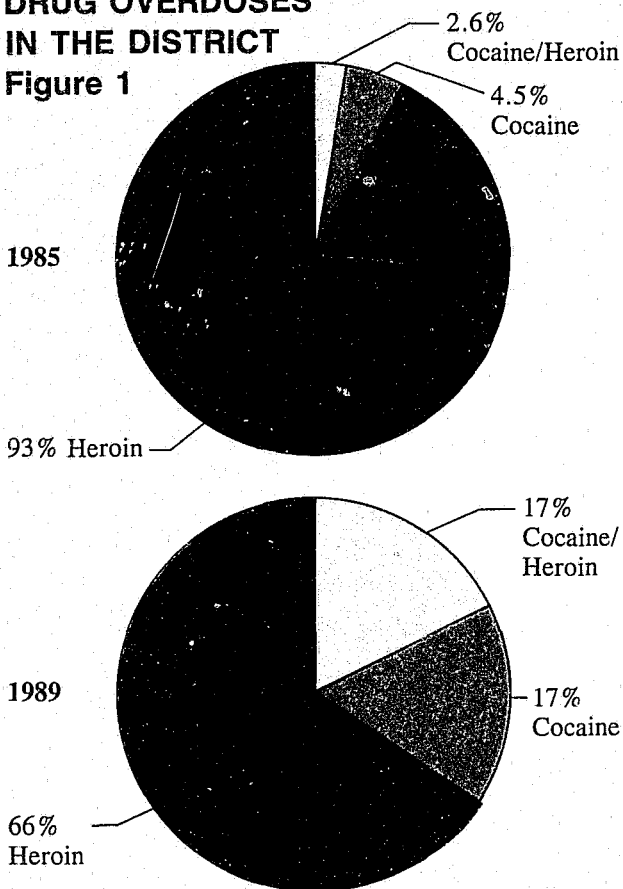 DRUG OVERDOSES
IN THE DISTRICT
Figure 1
2.6%
Cocaine/Heroin
4.5%
Cocaine
1985
93% Heroin
17%
Cocaine/
Heroin
1989
17%
Cocaine
66%
Heroin